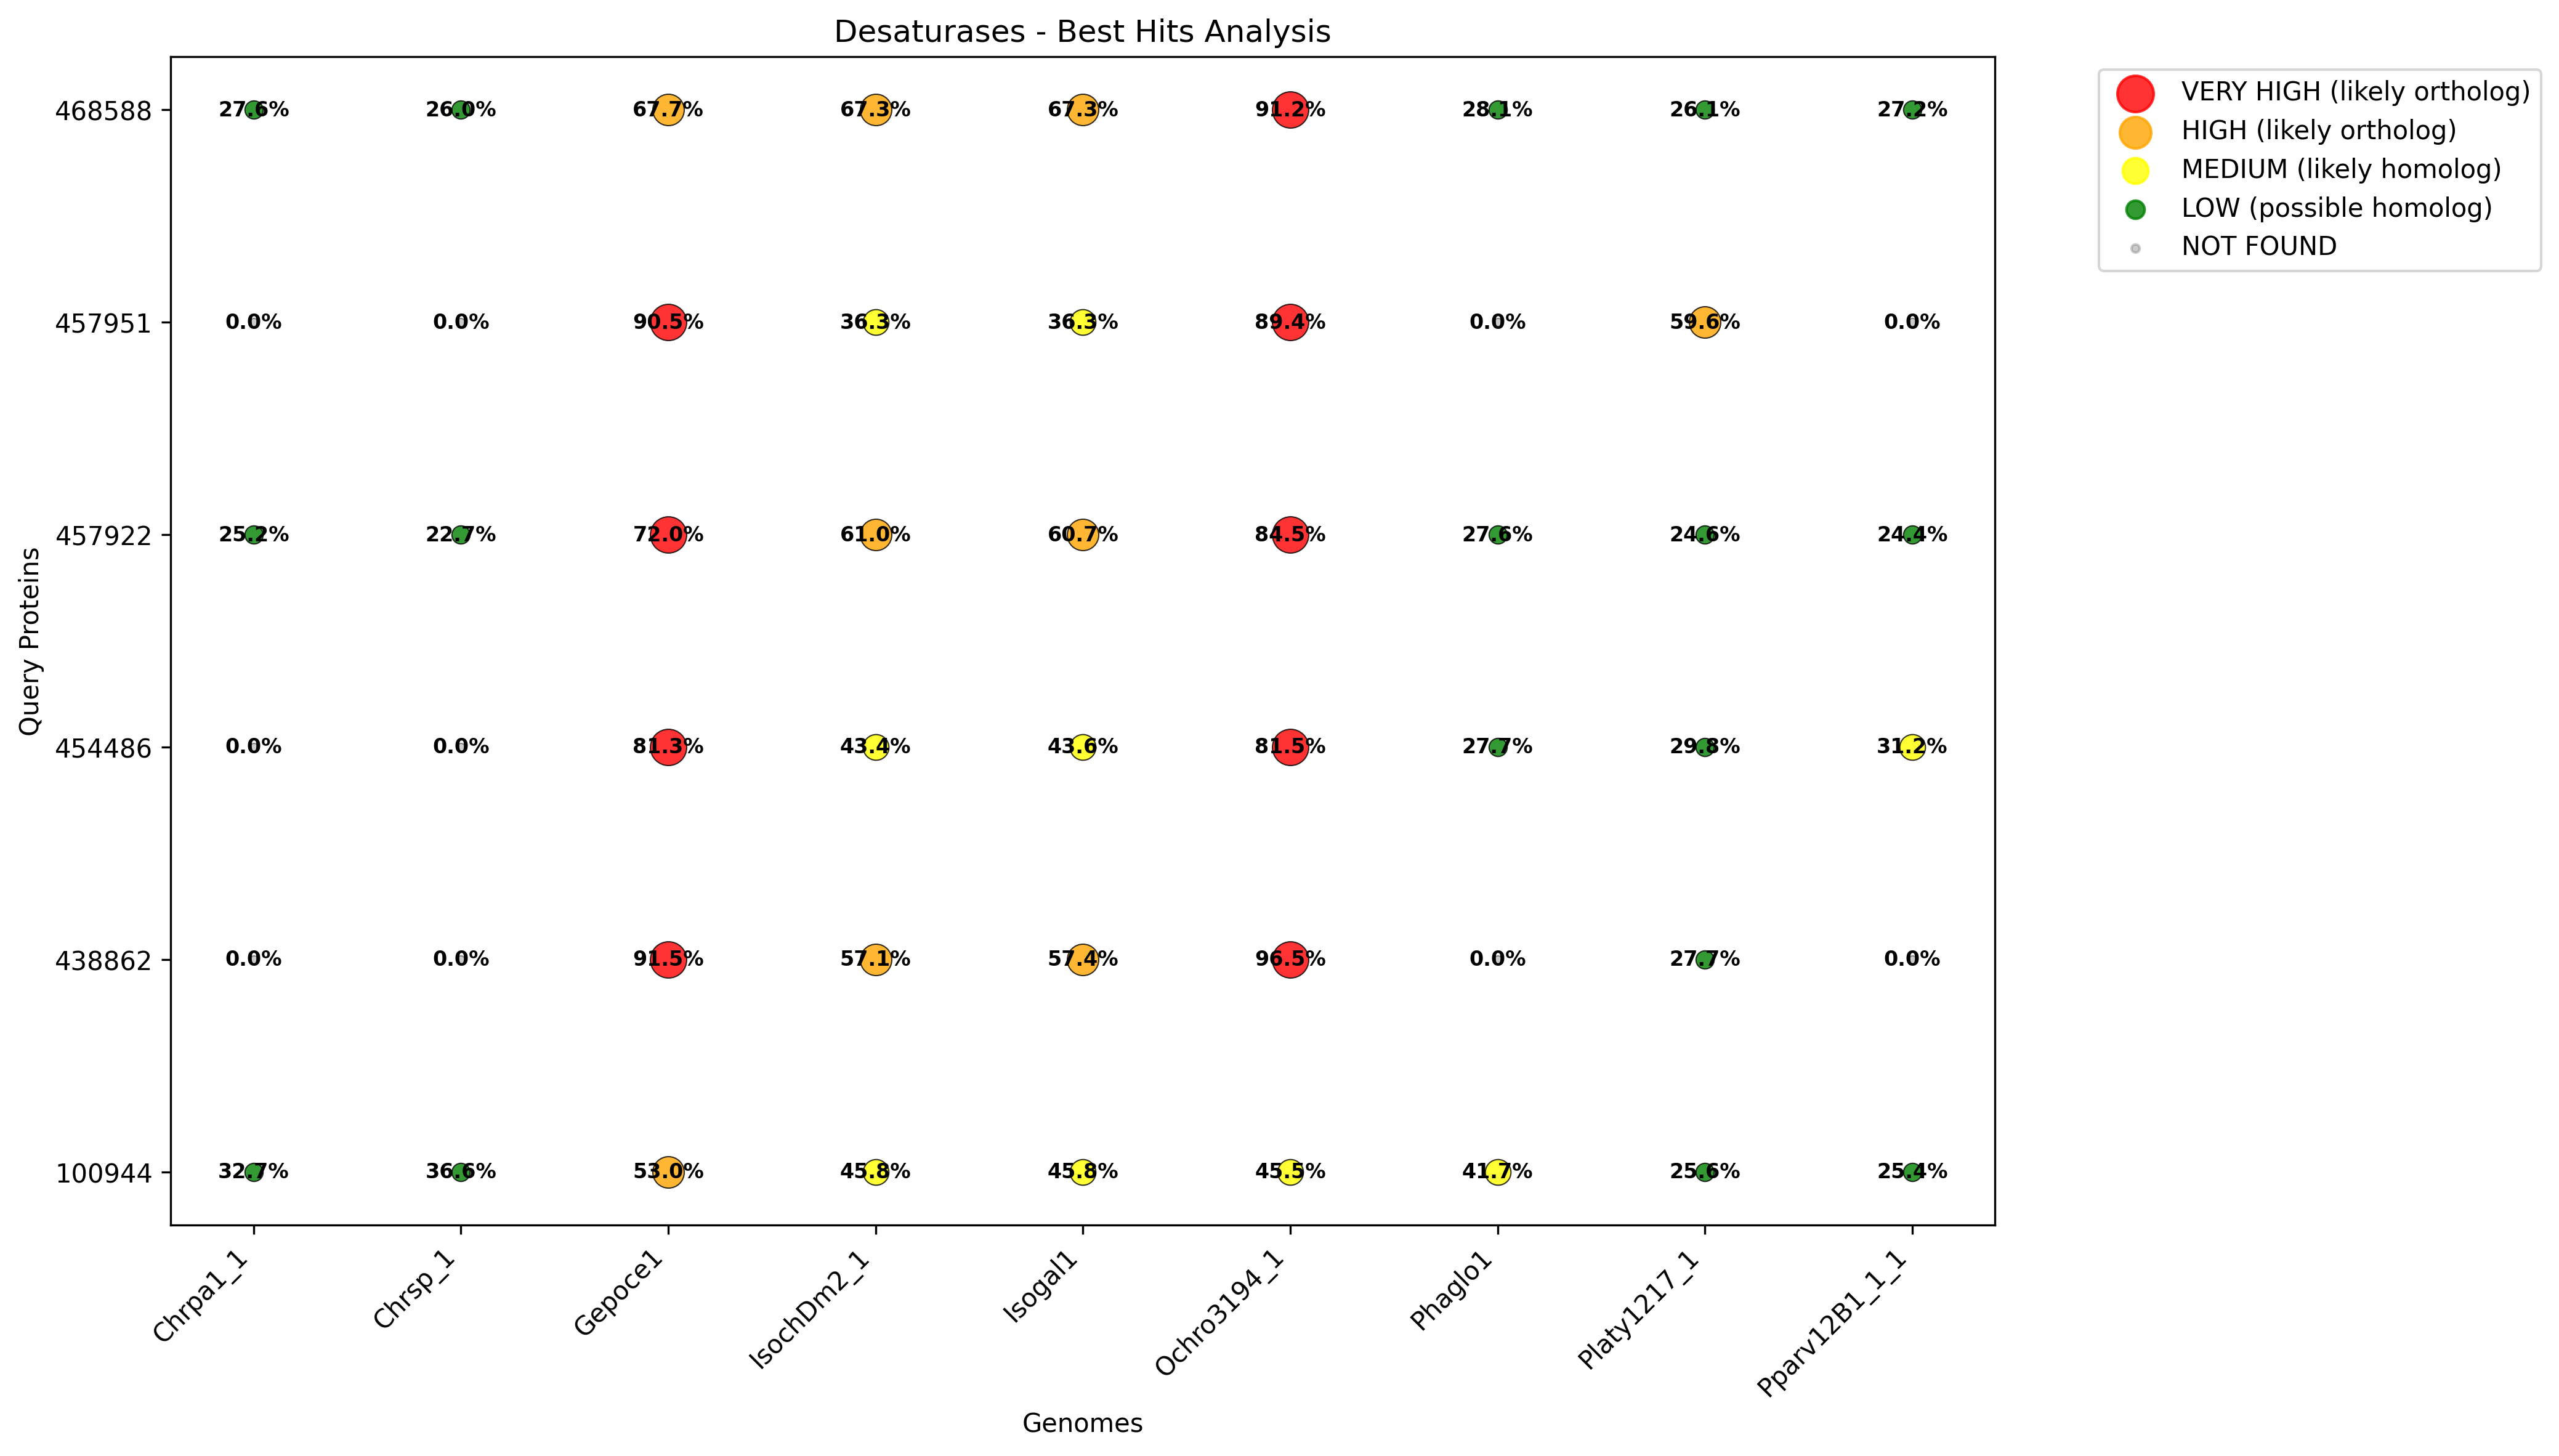 Desaturases - Best Hits Analysis
VERY HIGH (likely ortholog)
HIGH (likely ortholog)
MEDIUM (likely homolog)
LOW (possible homolog)
NOT FOUND
Query Proteins
468588 27.6% 26.0% 67.7% 67.3% 67.3% 91.2% 28.1% 26.1% 27.2%
457951 0.0% 0.0% 90.5% 36.3% 36.3% 89.4% 0.0% 59.6% 0.0%
457922 25.2% 22.7% 72.0% 61.0% 60.7% 84.5% 27.6% 24.6% 24.4%
454486 0.0% 0.0% 81.3% 43.4% 43.6% 81.5% 27.7% 29.8% 31.2%
438862 0.0% 0.0% 91.5% 57.1% 57.4% 96.5% 0.0% 27.7% 0.0%
100944 32.7% 36.6% 53.0% 45.8% 45.8% 45.5% 41.7% 25.6% 25.4%
Chrpa1_1 Chrsp_1 Gepoce1 IsochDm2_1 Isogal1 Ochro3194_1 Phaglo1 Platy1217_1 Pparv12B1_1_1
Genomes